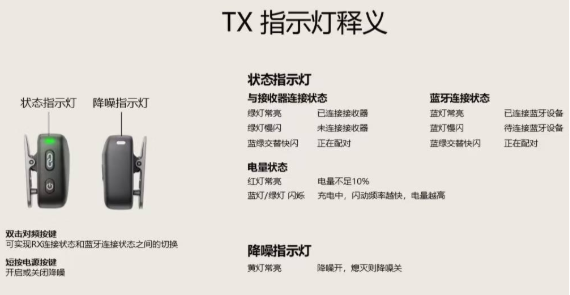 TX 指示灯释义
状态指示灯
降噪指示灯
双击对频按键
可实现RX连接状态和蓝牙连接状态之间的切换
短按电源按键
开启或关闭降噪
状态指示灯
与接收器连接状态
绿灯常亮 已连接接收器
绿灯慢闪 未连接接收器
蓝绿交替快闪 正在配对
蓝牙连接状态
蓝灯常亮 已连接蓝牙设备
蓝灯慢闪 待连接蓝牙设备
蓝绿交替快闪 正在配对
电量状态
红灯常亮 电量不足10%
蓝灯/绿灯 闪烁 充电中，闪动频率越快，电量越高
降噪指示灯
黄灯常亮 降噪开，熄灭则降噪关